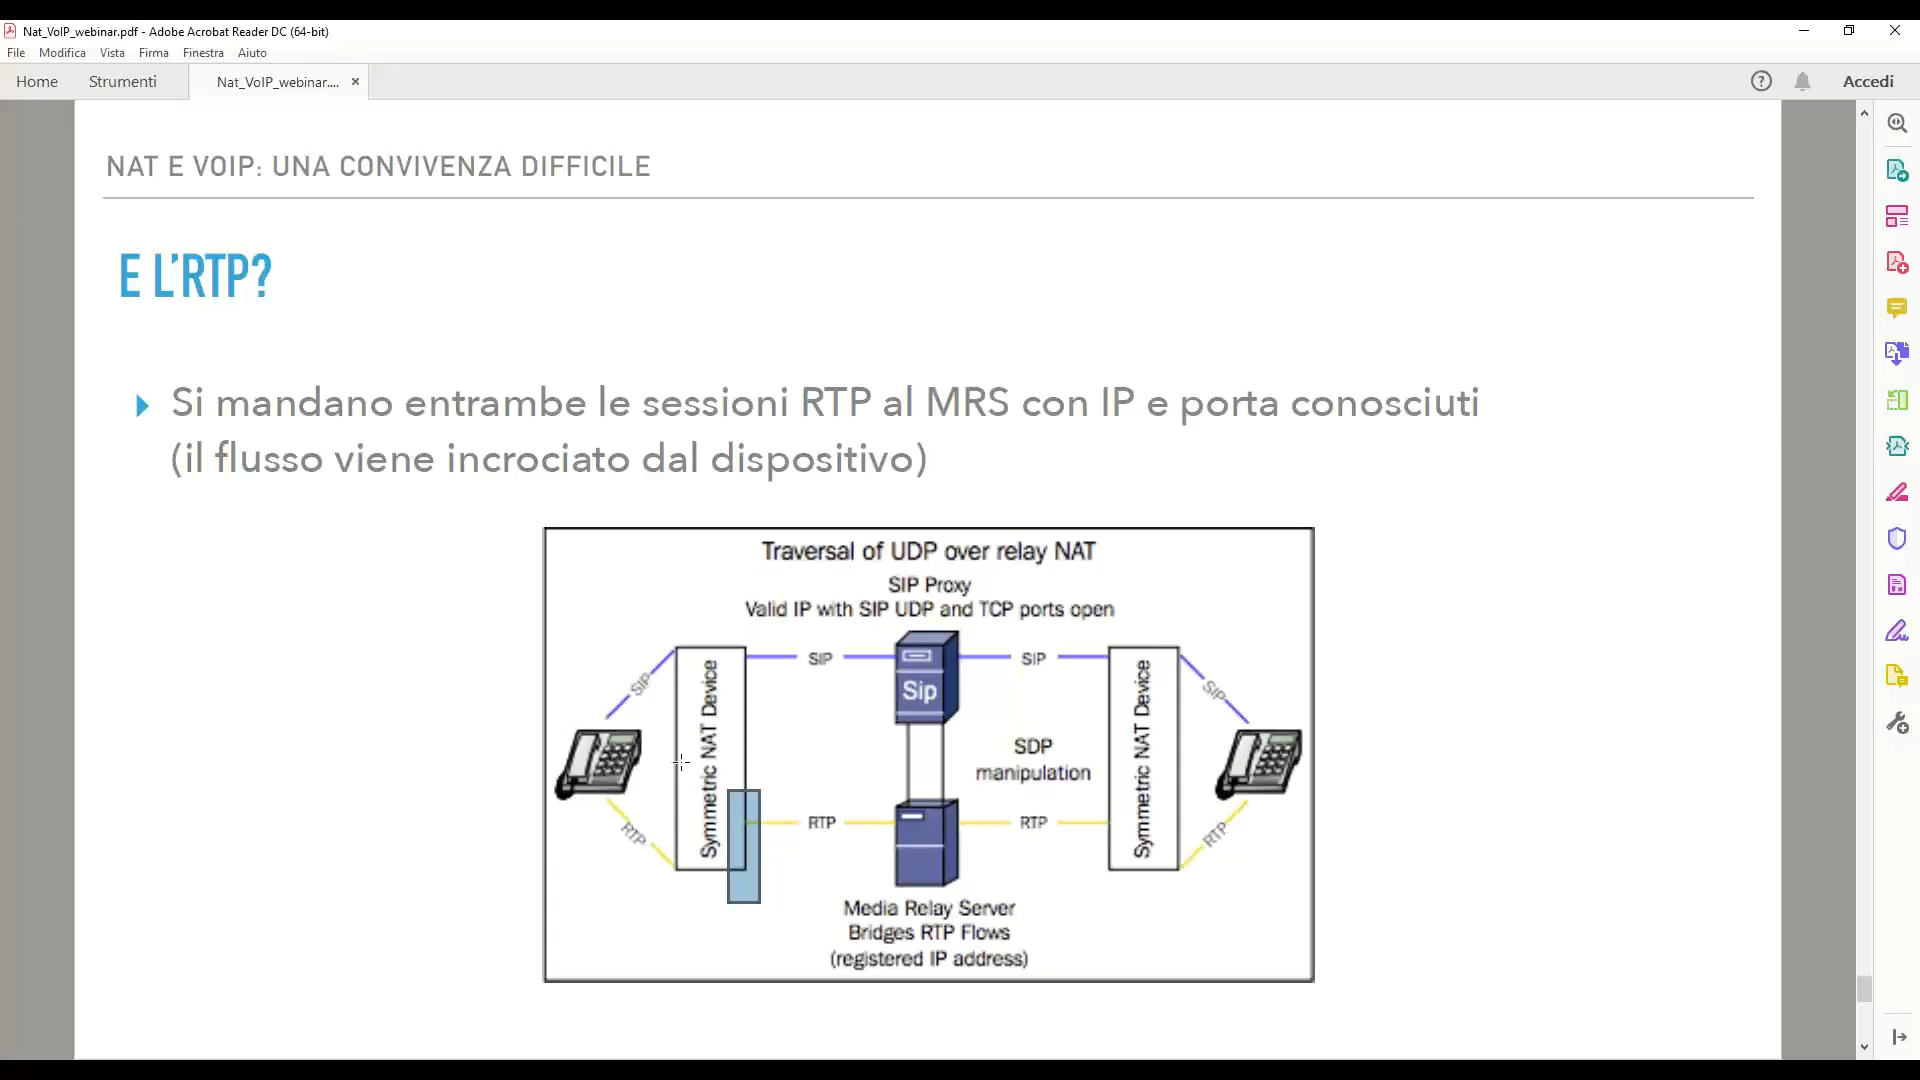 Nat_VoIP_webinar.pdf - Adobe Acrobat Reader DC (64-bit)
File Modifica Vista Firma Finestra Aiuto
Home Strumenti Nat_VoIP_webinar.... × Accedi
NAT E VOIP: UNA CONVIVENZA DIFFICILE
E L'RTP?
Si mandano entrambe le sessioni RTP al MRS con IP e porta conosciuti
(il flusso viene incrociato dal dispositivo)
Traversal of UDP over relay NAT
SIP Proxy
Valid IP with SIP UDP and TCP ports open
SIP
Symmetric NAT Device
SIP
Sip
SIP
Symmetric NAT Device
SIP
SDP
manipulation
RTP
RTP
RTP
RTP
Media Relay Server
Bridges RTP Flows
(registered IP address)